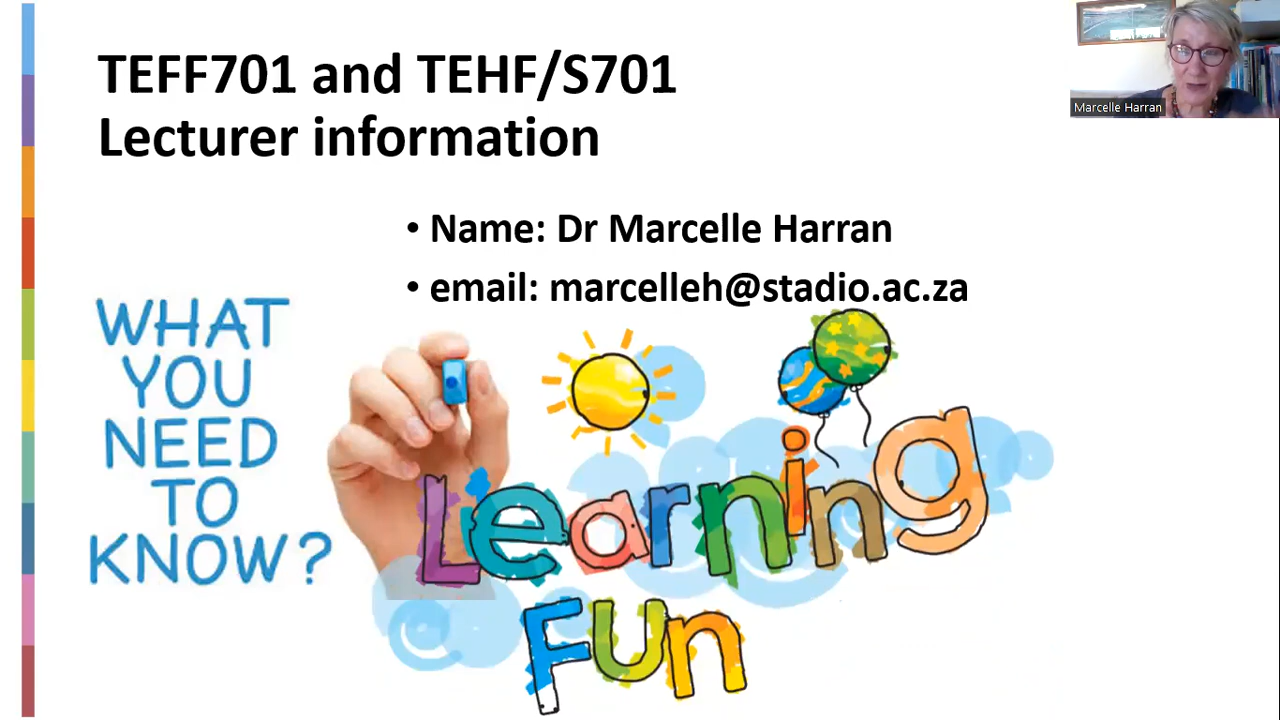 TEFF701 and TEHF/S701
Lecturer information
Marcelle Harran
• Name: Dr Marcelle Harran
• email: marcelleh@stadio.ac.za
WHAT
YOU
NEED
TO
KNOW?
Learning
Fun